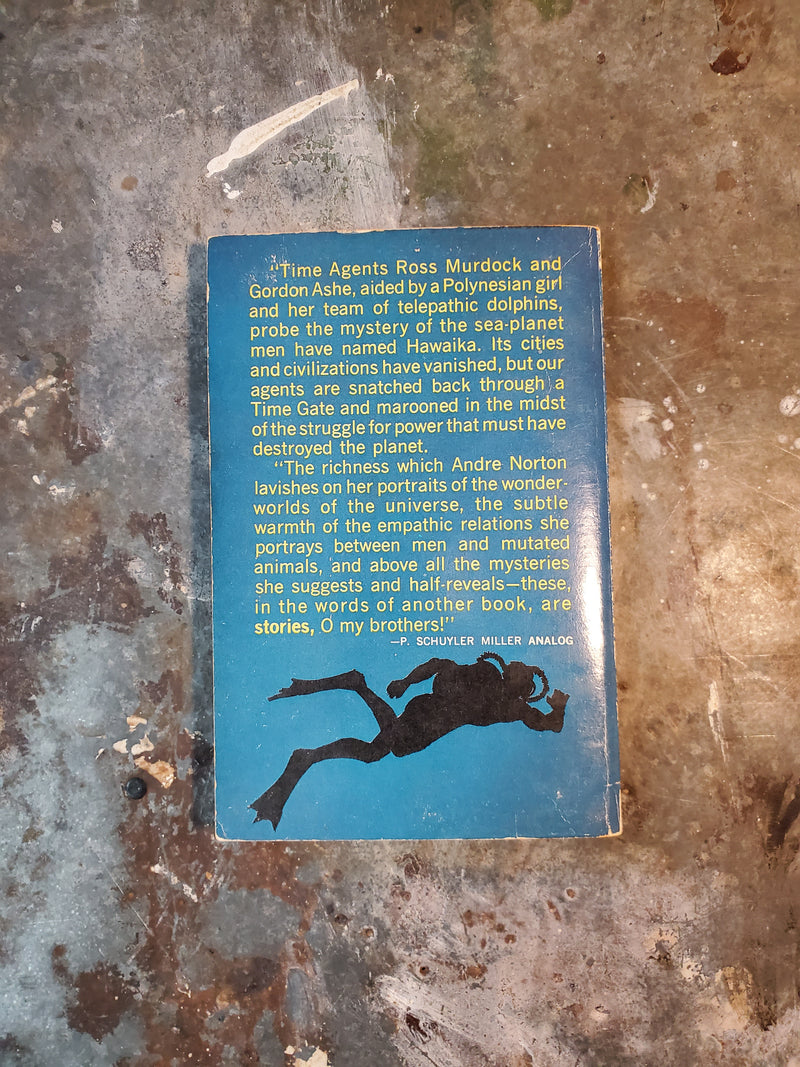 "Time Agents Ross Murdock and
Gordon Ashe, aided by a Polynesian girl
and her team of telepathic dolphins,
probe the mystery of the sea-planet
men have named Hawaika. Its cities
and civilizations have vanished, but our
agents are snatched back through a
Time Gate and marooned in the midst
of the struggle for power that must have
destroyed the planet.
"The richness which Andre Norton
lavishes on her portraits of the wonder-
worlds of the universe, the subtle
warmth of the empathic relations she
portrays between men and mutated
animals, and above all the mysteries
she suggests and half-reveals—these,
in the words of another book, are
stories, O my brothers!"
—P. SCHUYLER MILLER ANALOG